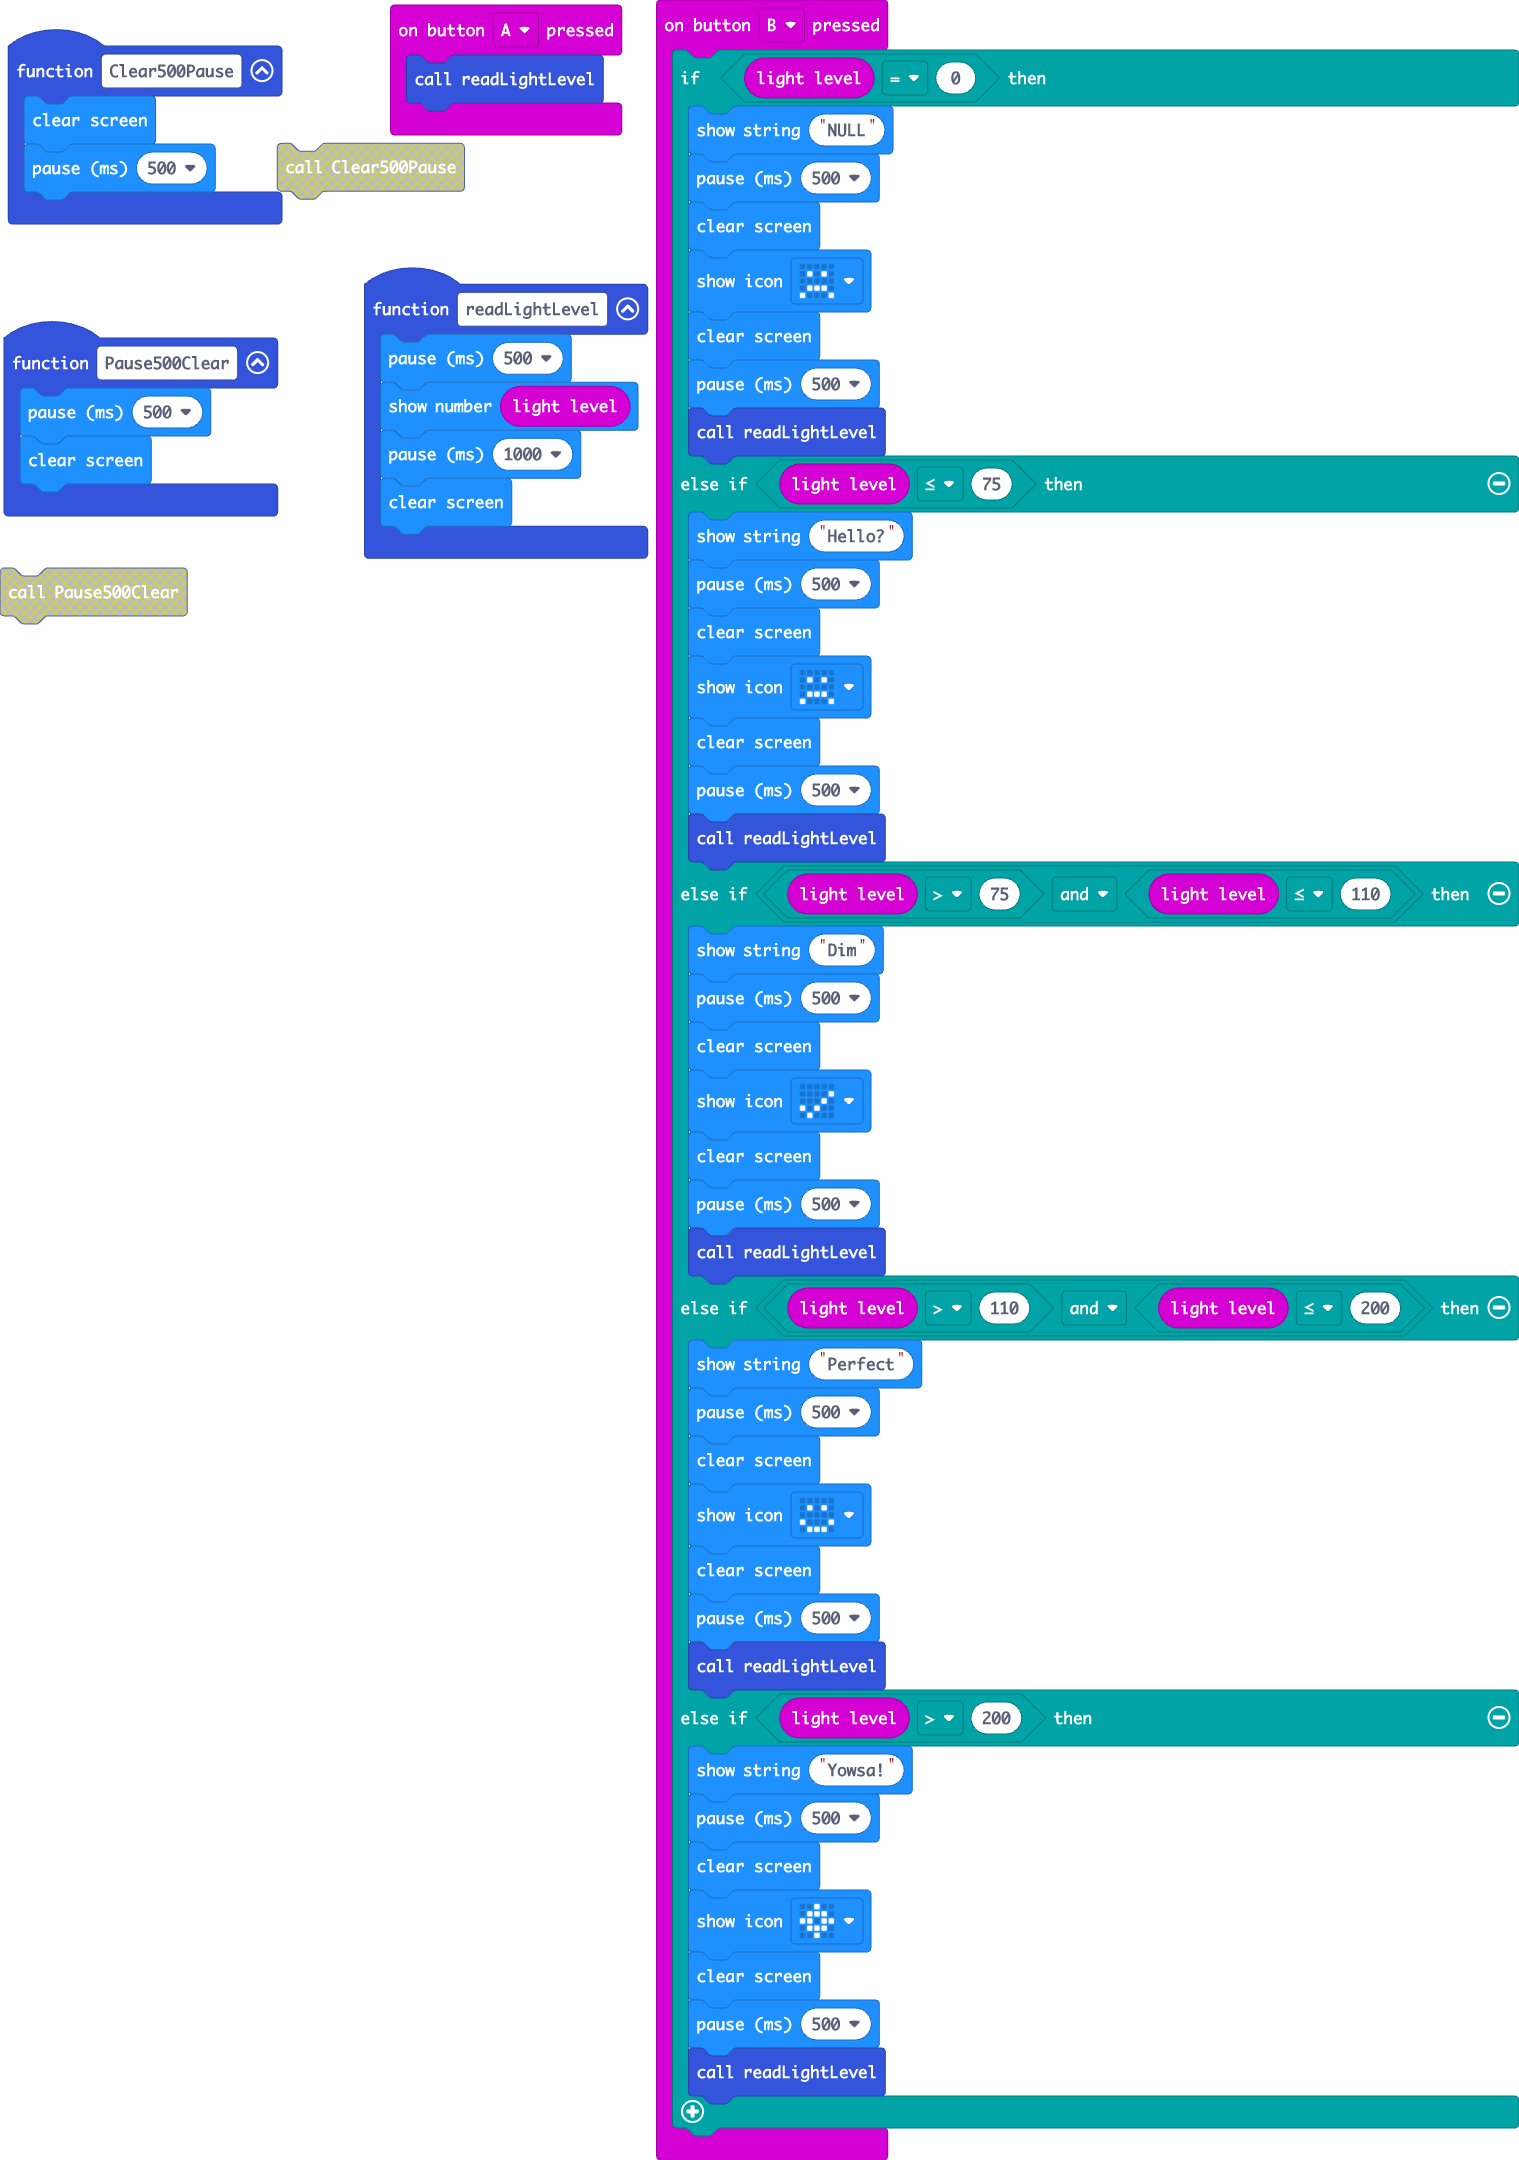 function Clear500Pause
clear screen
pause (ms) 500
call Clear500Pause
function Pause500Clear
pause (ms) 500
clear screen
call Pause500Clear
on button A pressed
call readLightLevel
function readLightLevel
pause (ms) 500
show number light level
pause (ms) 1000
clear screen
on button B pressed
if light level = 0 then
show string "NULL"
pause (ms) 500
clear screen
show icon
clear screen
pause (ms) 500
call readLightLevel
else if light level ≤ 75 then
show string "Hello?"
pause (ms) 500
clear screen
show icon
clear screen
pause (ms) 500
call readLightLevel
else if light level > 75 and light level ≤ 110 then
show string "Dim"
pause (ms) 500
clear screen
show icon
clear screen
pause (ms) 500
call readLightLevel
else if light level > 110 and light level ≤ 200 then
show string "Perfect"
pause (ms) 500
clear screen
show icon
clear screen
pause (ms) 500
call readLightLevel
else if light level > 200 then
show string "Yowsa!"
pause (ms) 500
clear screen
show icon
clear screen
pause (ms) 500
call readLightLevel